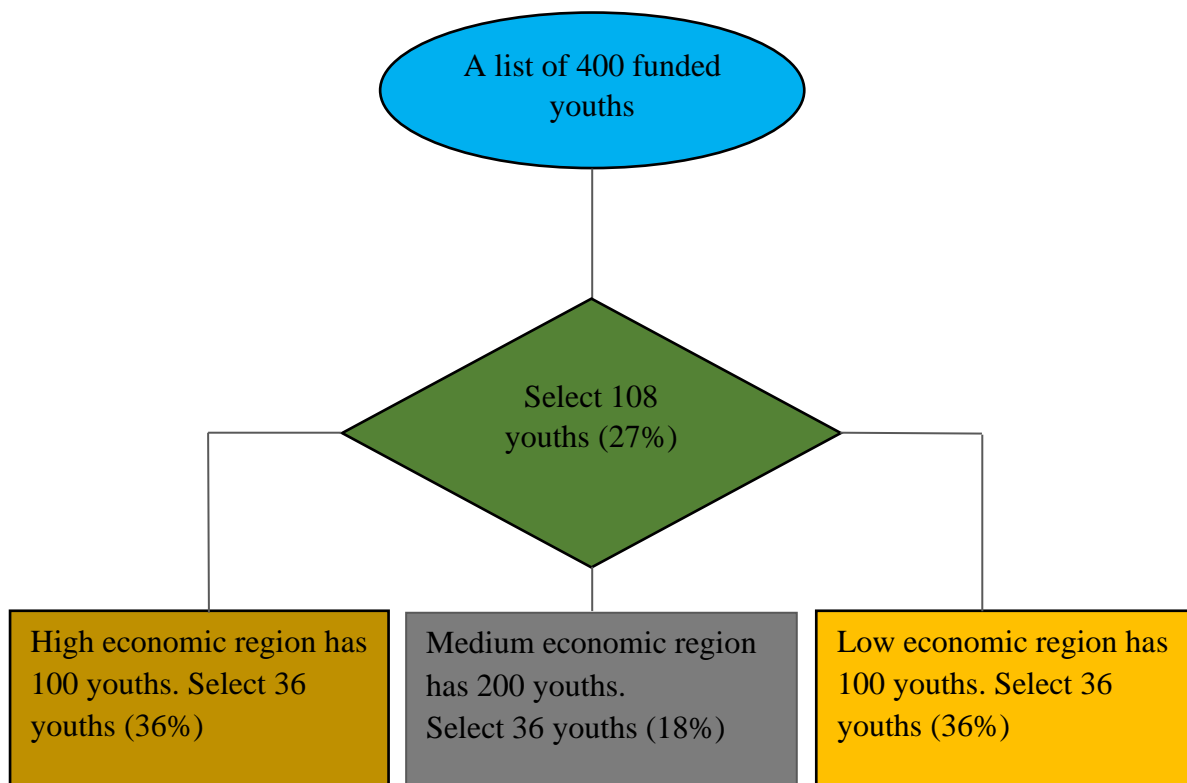 A list of 400 funded
youths
Select 108
youths (27%)
High economic region has
100 youths. Select 36
youths (36%)
Medium economic region
has 200 youths.
Select 36 youths (18%)
Low economic region has
100 youths. Select 36
youths (36%)